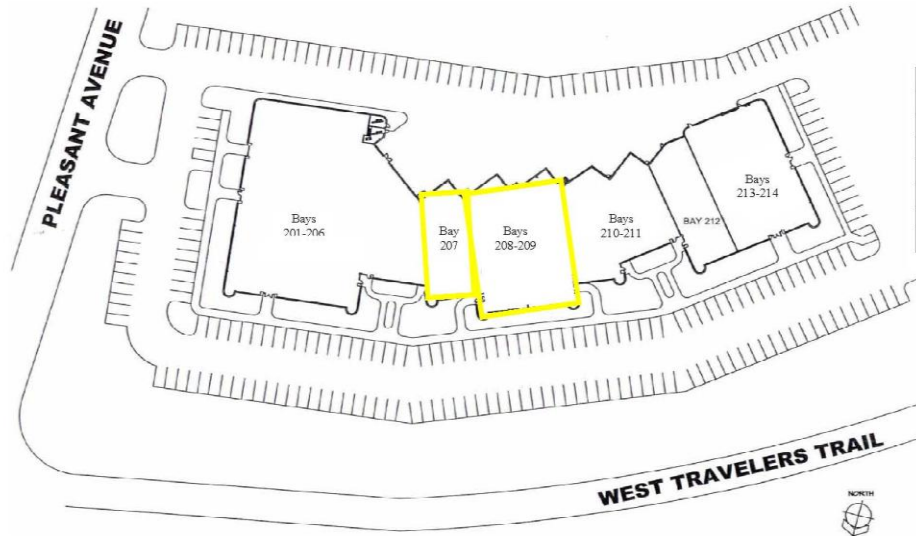 PLEASANT AVENUE
Bays
201-206
Bay
207
Bays
208-209
Bays
210-211
BAY 212
Bays
213-214
WEST TRAVELERS TRAIL
NORTH